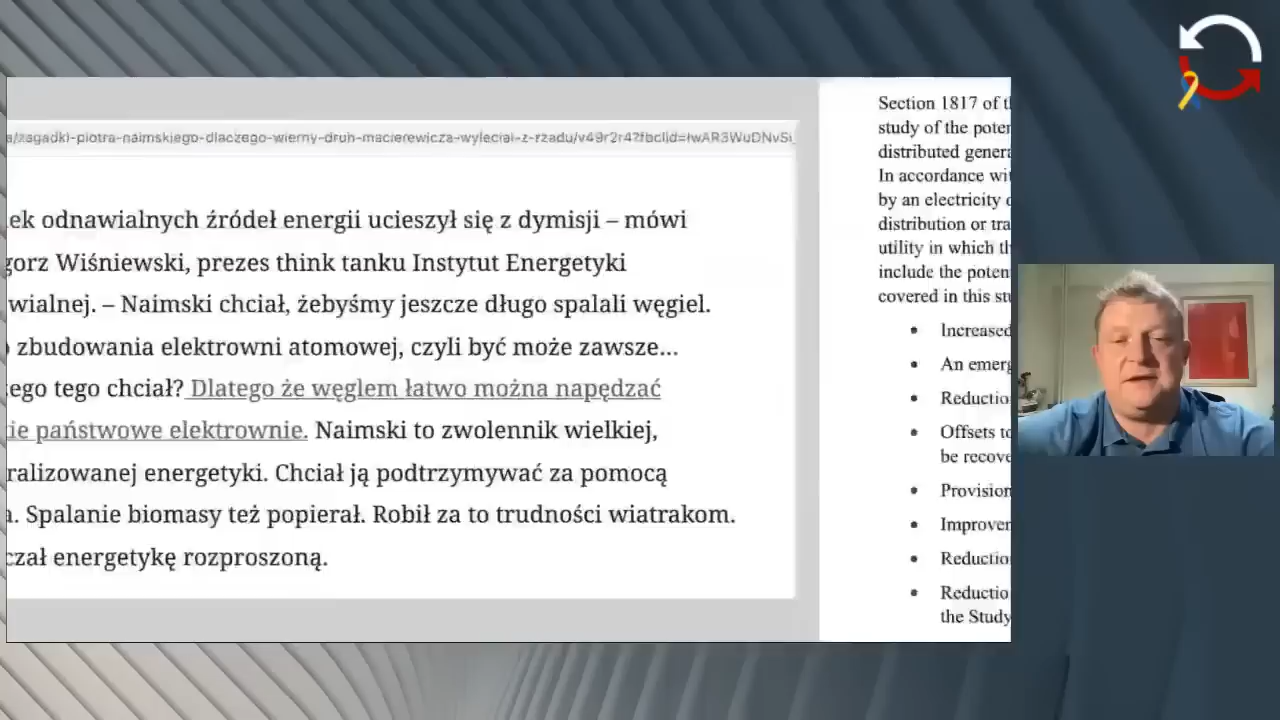 a/zagadki-piotra-naimskiego-dlaczego-wierny-druh-macierewicza-wylecial-z-rzadu/v49r2r4?fbclid=IwAR3WuDNvSi_
ek odnawialnych źródeł energii ucieszył się z dymisji – mówi
gorz Wiśniewski, prezes think tanku Instytut Energetyki
wialnej. – Naimski chciał, żebyśmy jeszcze długo spalali węgiel.
o zbudowania elektrowni atomowej, czyli być może zawsze...
zego tego chciał? Dlatego że węglem łatwo można napędzać
ie państwowe elektrownie. Naimski to zwolennik wielkiej,
ralizowanej energetyki. Chciał ją podtrzymywać za pomocą
a. Spalanie biomasy też popierał. Robił za to trudności wiatrakom.
czał energetykę rozproszoną.
Section 1817 of th
study of the poten
distributed genera
In accordance wit
by an electricity c
distribution or tra
utility in which th
include the poten
covered in this stu
• Increased
• An emerg
• Reductio
• Offsets to
be recove
• Provision
• Improven
• Reductio
• Reductio
the Study